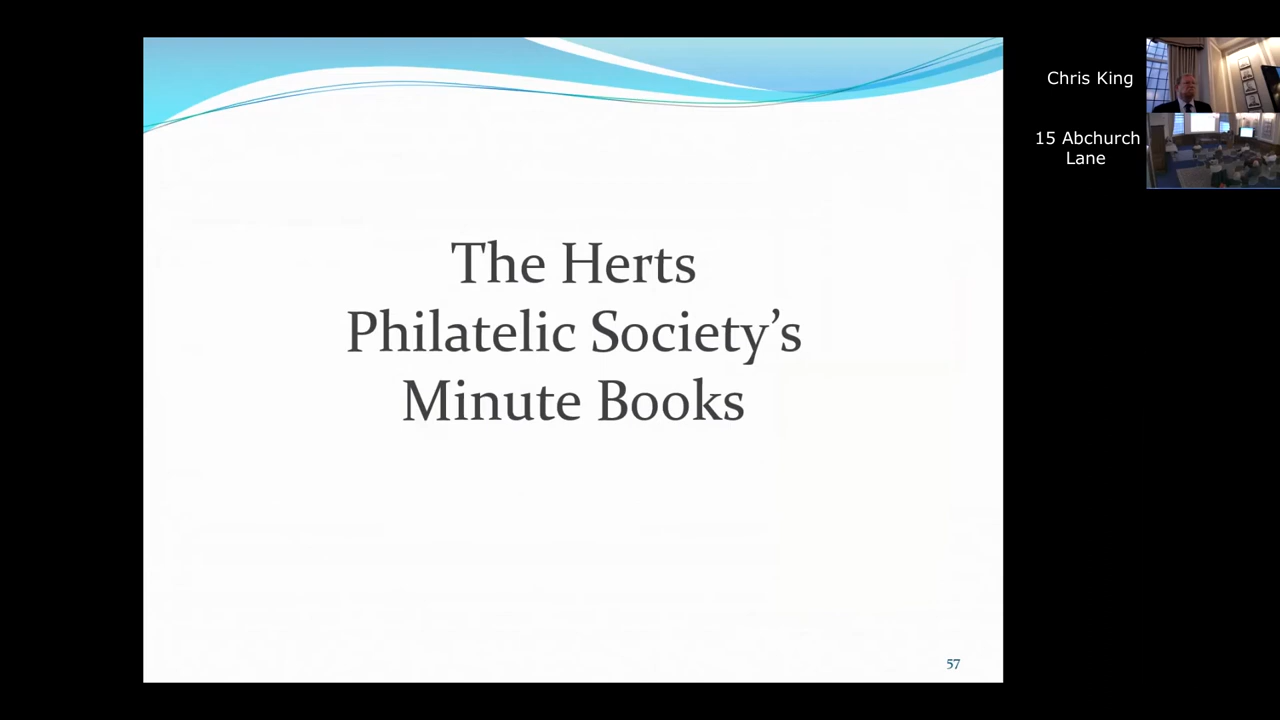 The Herts
Philatelic Society’s
Minute Books
57
Chris King
15 Abchurch
Lane